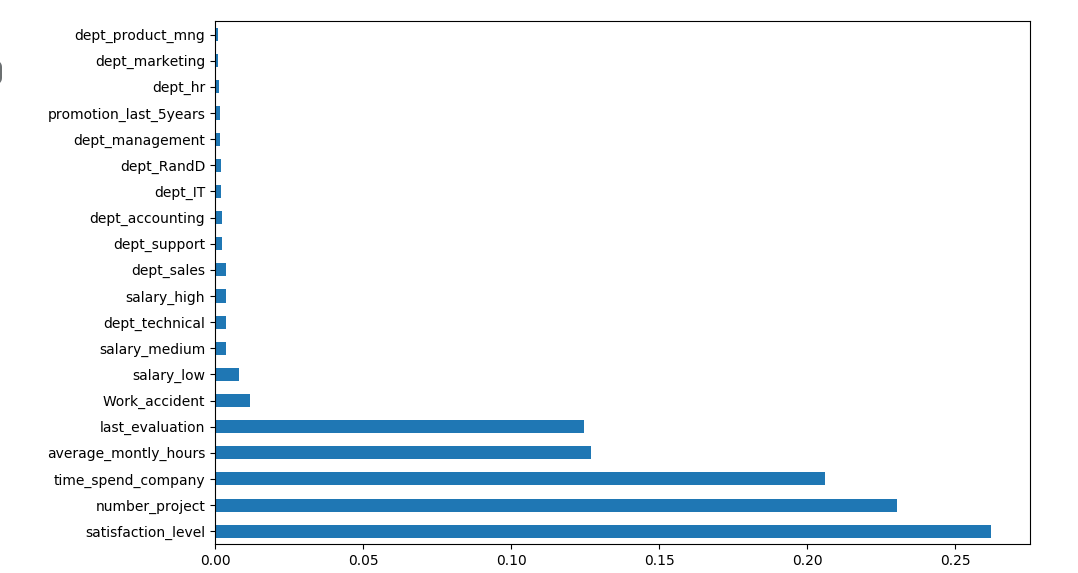 dept_product_mng
dept_marketing
dept_hr
promotion_last_5years
dept_management
dept_RandD
dept_IT
dept_accounting
dept_support
dept_sales
salary_high
dept_technical
salary_medium
salary_low
Work_accident
last_evaluation
average_montly_hours
time_spend_company
number_project
satisfaction_level
0.00 0.05 0.10 0.15 0.20 0.25